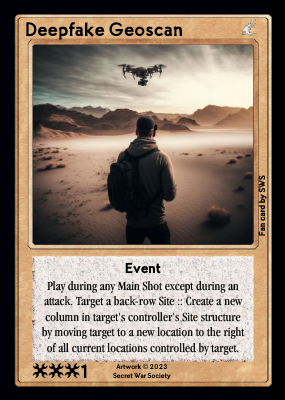 Deepfake Geoscan
Fan card by SWS
Event
Play during any Main Shot except during an
attack. Target a back-row Site :: Create a new
column in target's controller's Site structure
by moving target to a new location to the right
of all current locations controlled by target.
1
Artwork © 2023
Secret War Society